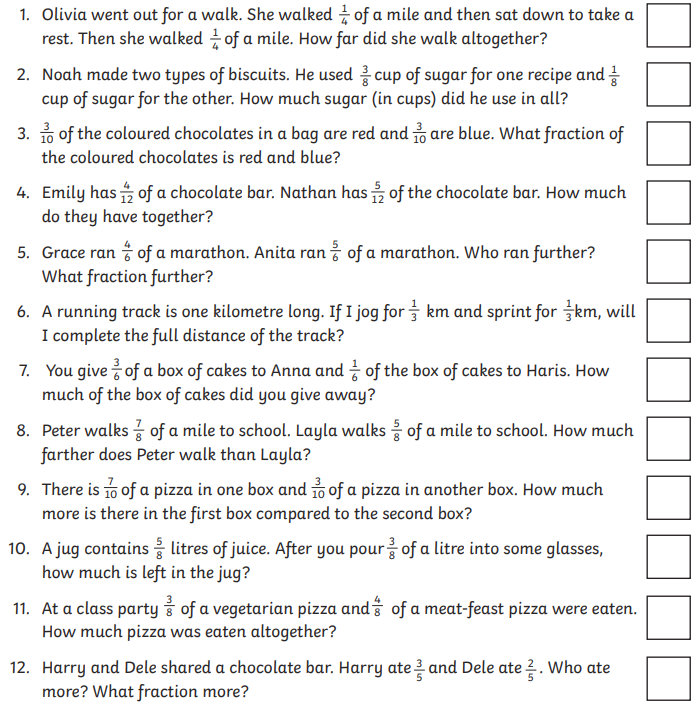 1. Olivia went out for a walk. She walked 1/4 of a mile and then sat down to take a
rest. Then she walked 1/4 of a mile. How far did she walk altogether?
2. Noah made two types of biscuits. He used 3/8 cup of sugar for one recipe and 1/8
cup of sugar for the other. How much sugar (in cups) did he use in all?
3. 3/10 of the coloured chocolates in a bag are red and 3/10 are blue. What fraction of
the coloured chocolates is red and blue?
4. Emily has 4/12 of a chocolate bar. Nathan has 5/12 of the chocolate bar. How much
do they have together?
5. Grace ran 4/6 of a marathon. Anita ran 5/6 of a marathon. Who ran further?
What fraction further?
6. A running track is one kilometre long. If I jog for 1/3 km and sprint for 1/3km, will
I complete the full distance of the track?
7. You give 3/6 of a box of cakes to Anna and 1/6 of the box of cakes to Haris. How
much of the box of cakes did you give away?
8. Peter walks 7/8 of a mile to school. Layla walks 5/8 of a mile to school. How much
farther does Peter walk than Layla?
9. There is 7/10 of a pizza in one box and 3/10 of a pizza in another box. How much
more is there in the first box compared to the second box?
10. A jug contains 5/8 litres of juice. After you pour 3/8 of a litre into some glasses,
how much is left in the jug?
11. At a class party 3/8 of a vegetarian pizza and 4/8 of a meat-feast pizza were eaten.
How much pizza was eaten altogether?
12. Harry and Dele shared a chocolate bar. Harry ate 3/5 and Dele ate 2/5. Who ate
more? What fraction more?